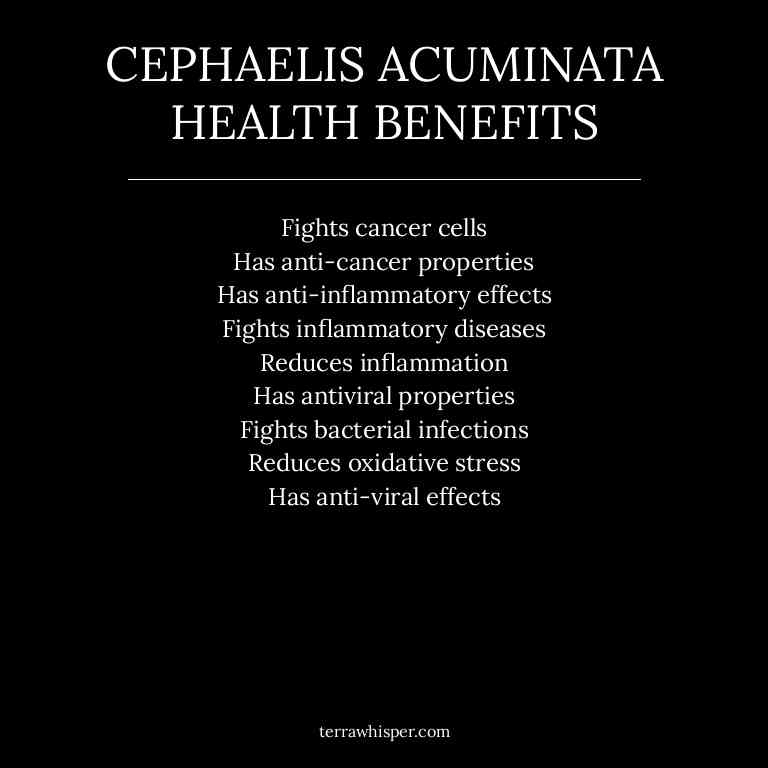 CEPHAELIS ACUMINATA
HEALTH BENEFITS
Fights cancer cells
Has anti-cancer properties
Has anti-inflammatory effects
Fights inflammatory diseases
Reduces inflammation
Has antiviral properties
Fights bacterial infections
Reduces oxidative stress
Has anti-viral effects
terrawhisper.com